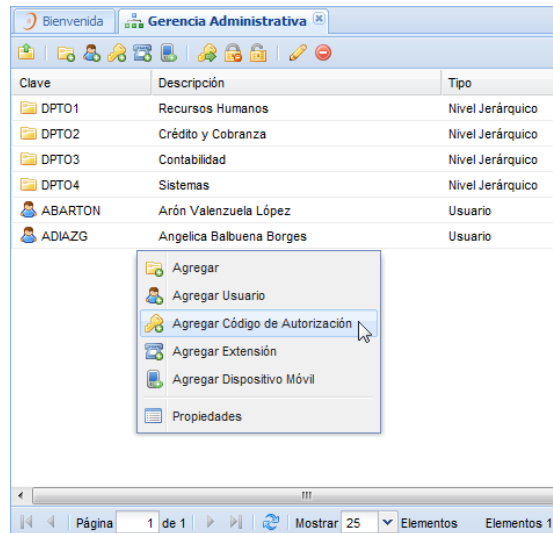 Bienvenida Gerencia Administrativa
Clave Descripción Tipo
DPTO1 Recursos Humanos Nivel Jerárquico
DPTO2 Crédito y Cobranza Nivel Jerárquico
DPTO3 Contabilidad Nivel Jerárquico
DPTO4 Sistemas Nivel Jerárquico
ABARTON Arón Valenzuela López Usuario
ADIAZG Angelica Balbuena Borges Usuario
Agregar
Agregar Usuario
Agregar Código de Autorización
Agregar Extensión
Agregar Dispositivo Móvil
Propiedades
Página 1 de 1 Mostrar 25 Elementos Elementos 1